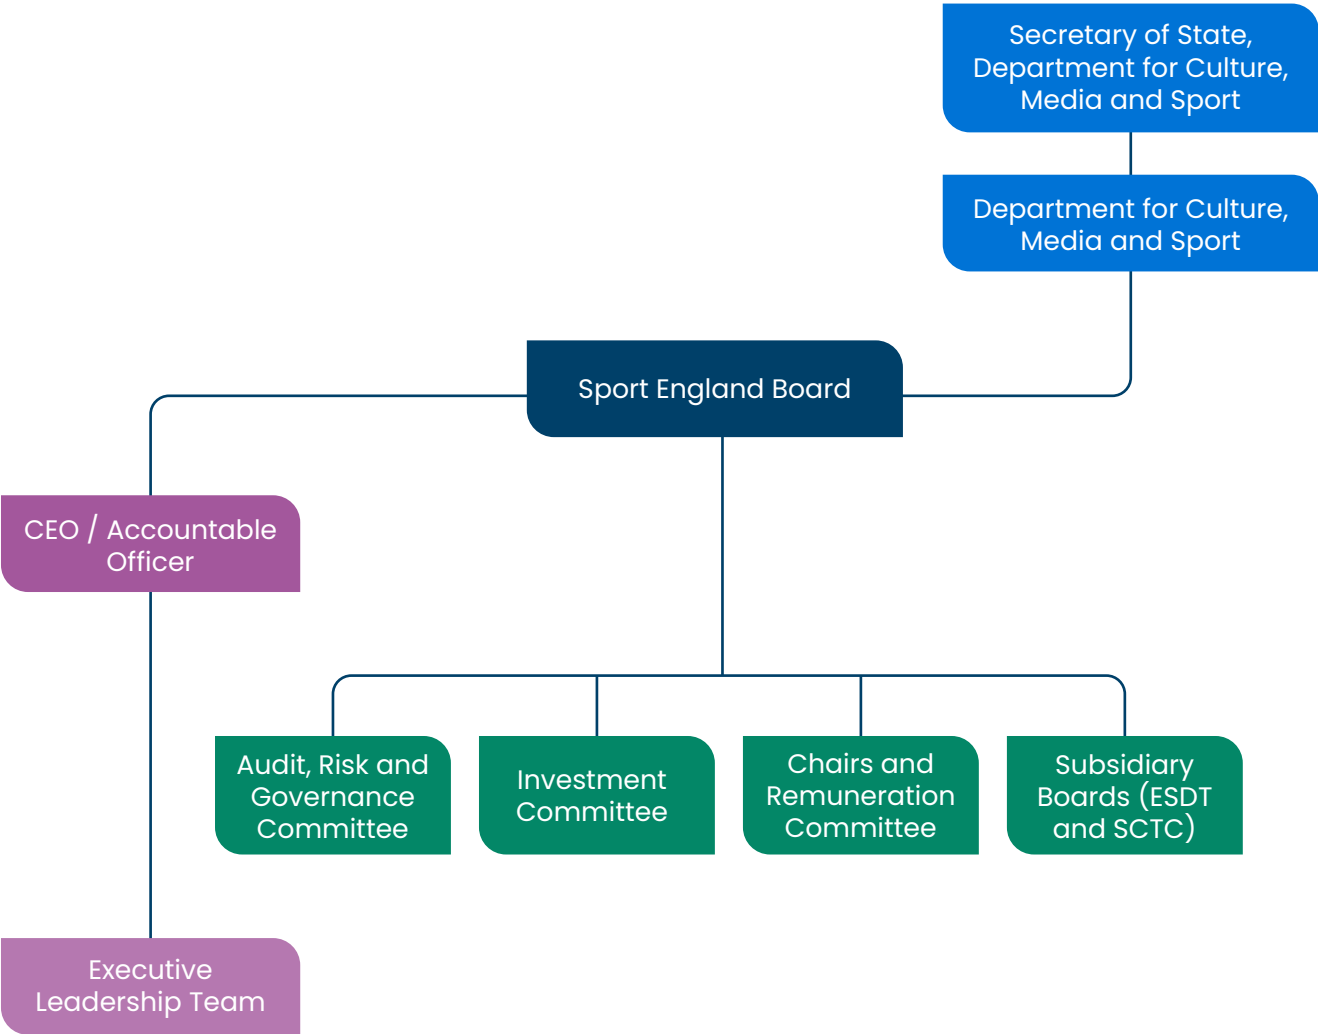 Secretary of State,
Department for Culture,
Media and Sport
Department for Culture,
Media and Sport
Sport England Board
CEO / Accountable
Officer
Audit, Risk and
Governance
Committee
Investment
Committee
Chairs and
Remuneration
Committee
Subsidiary
Boards (ESDT
and SCTC)
Executive
Leadership Team